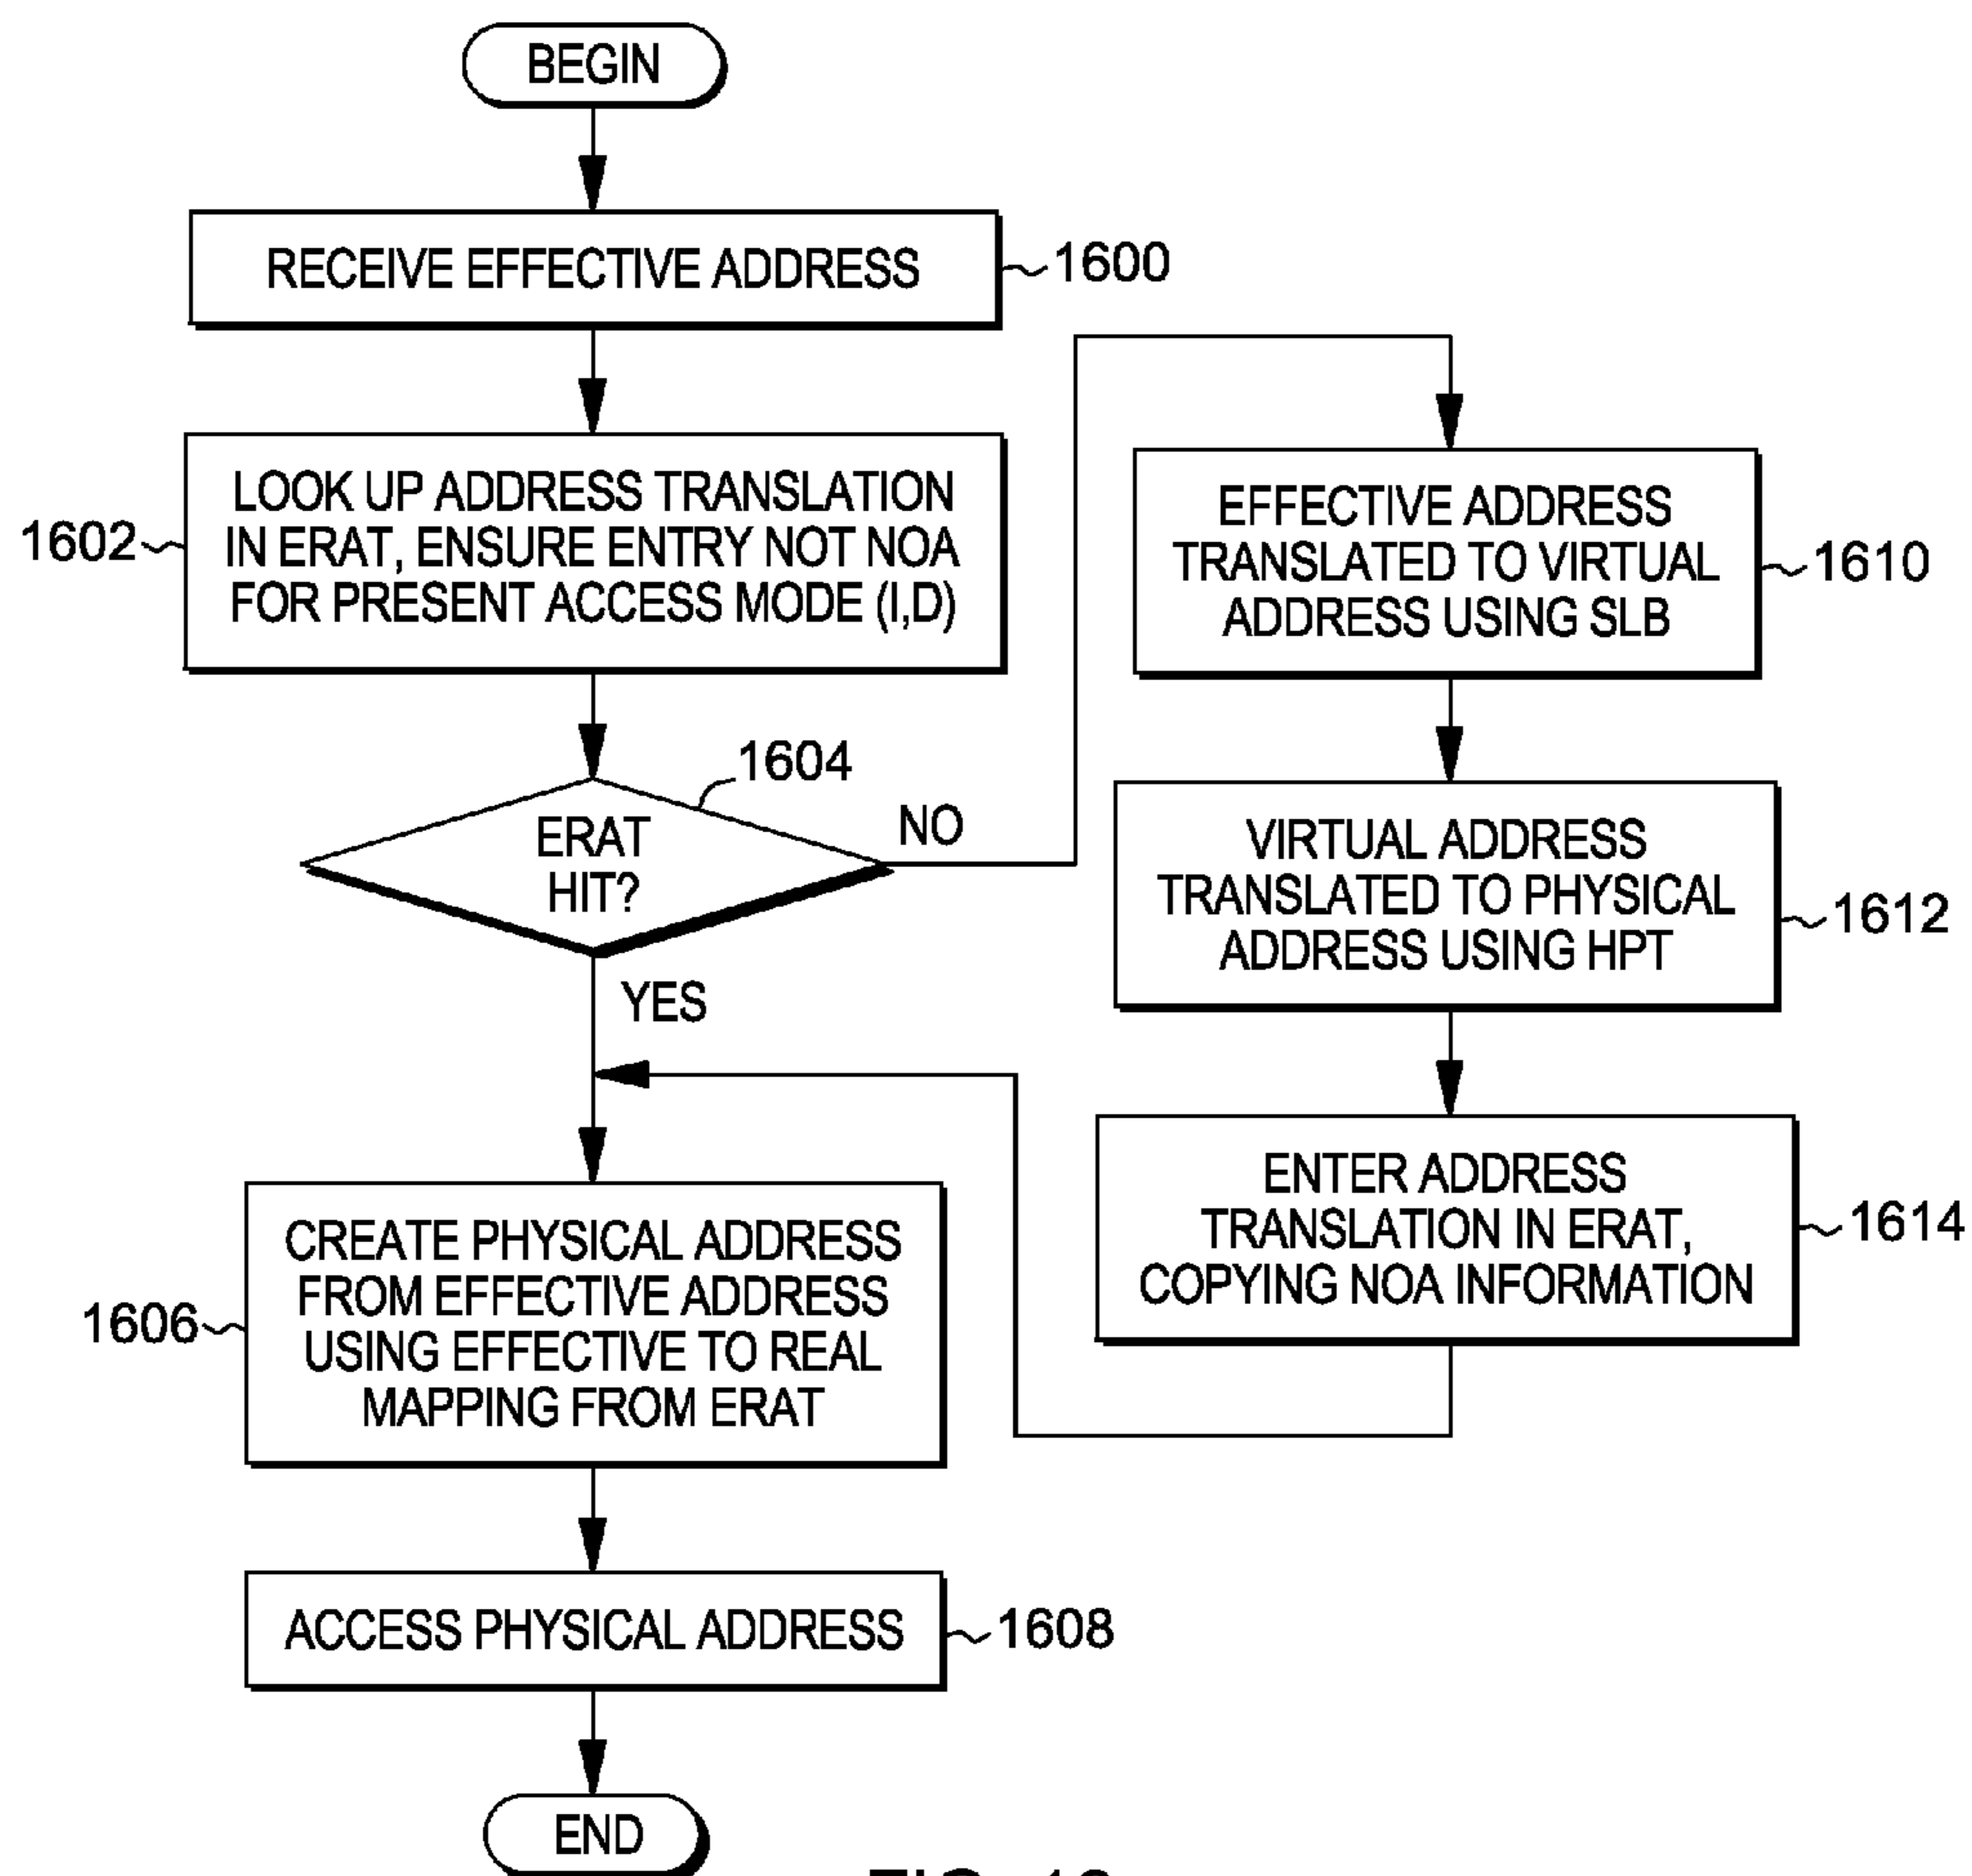 BEGIN
RECEIVE EFFECTIVE ADDRESS
1600
LOOK UP ADDRESS TRANSLATION
IN ERAT, ENSURE ENTRY NOT NOA
FOR PRESENT ACCESS MODE (I,D)
1602
ERAT
HIT?
1604
NO
YES
EFFECTIVE ADDRESS
TRANSLATED TO VIRTUAL
ADDRESS USING SLB
1610
VIRTUAL ADDRESS
TRANSLATED TO PHYSICAL
ADDRESS USING HPT
1612
ENTER ADDRESS
TRANSLATION IN ERAT,
COPYING NOA INFORMATION
1614
CREATE PHYSICAL ADDRESS
FROM EFFECTIVE ADDRESS
USING EFFECTIVE TO REAL
MAPPING FROM ERAT
1606
ACCESS PHYSICAL ADDRESS
1608
END